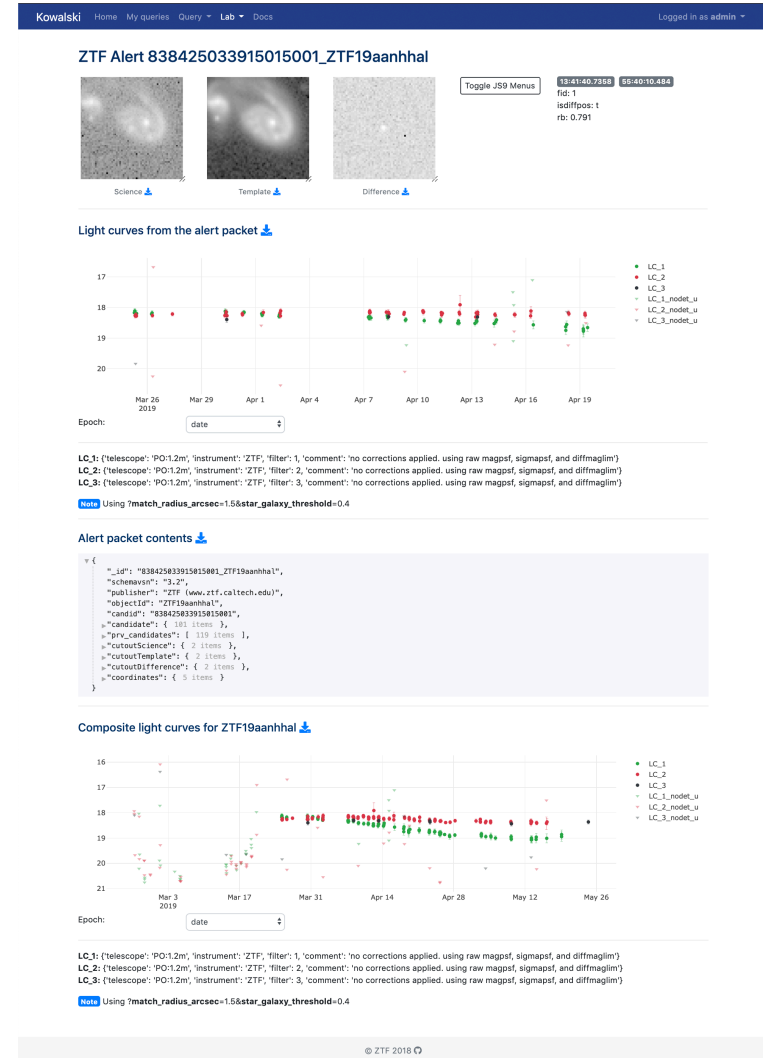 Kowalski Home My queries Query Lab Docs Logged in as admin
ZTF Alert 838425033915015001_ZTF19aanhhal
Toggle JS9 Menus
13:41:40.7358 55:40:10.484
fid: 1
isdiffpos: t
rb: 0.791
Science Template Difference
Light curves from the alert packet
17
18
19
20
Mar 26 Mar 29 Apr 1 Apr 4 Apr 7 Apr 10 Apr 13 Apr 16 Apr 19
2019
LC_1
LC_2
LC_3
LC_1_nodet_u
LC_2_nodet_u
LC_3_nodet_u
Epoch: date
LC_1: {'telescope': 'PO:1.2m', 'instrument': 'ZTF', 'filter': 1, 'comment': 'no corrections applied. using raw magpsf, sigmapsf, and diffmaglim'}
LC_2: {'telescope': 'PO:1.2m', 'instrument': 'ZTF', 'filter': 2, 'comment': 'no corrections applied. using raw magpsf, sigmapsf, and diffmaglim'}
LC_3: {'telescope': 'PO:1.2m', 'instrument': 'ZTF', 'filter': 3, 'comment': 'no corrections applied. using raw magpsf, sigmapsf, and diffmaglim'}
Note Using ?match_radius_arcsec=1.5&star_galaxy_threshold=0.4
Alert packet contents
{
"_id": "838425033915015001_ZTF19aanhhal",
"schemavsn": "3.2",
"publisher": "ZTF (www.ztf.caltech.edu)",
"objectId": "ZTF19aanhhal",
"candid": "838425033915015001",
"candidate": { 101 items },
"prv_candidates": [ 119 items ],
"cutoutScience": { 2 items },
"cutoutTemplate": { 2 items },
"cutoutDifference": { 2 items },
"coordinates": { 5 items }
}
Composite light curves for ZTF19aanhhal
16
17
18
19
20
21
Mar 3 Mar 17 Mar 31 Apr 14 Apr 28 May 12 May 26
2019
LC_1
LC_2
LC_3
LC_1_nodet_u
LC_2_nodet_u
LC_3_nodet_u
Epoch: date
LC_1: {'telescope': 'PO:1.2m', 'instrument': 'ZTF', 'filter': 1, 'comment': 'no corrections applied. using raw magpsf, sigmapsf, and diffmaglim'}
LC_2: {'telescope': 'PO:1.2m', 'instrument': 'ZTF', 'filter': 2, 'comment': 'no corrections applied. using raw magpsf, sigmapsf, and diffmaglim'}
LC_3: {'telescope': 'PO:1.2m', 'instrument': 'ZTF', 'filter': 3, 'comment': 'no corrections applied. using raw magpsf, sigmapsf, and diffmaglim'}
Note Using ?match_radius_arcsec=1.5&star_galaxy_threshold=0.4
© ZTF 2018